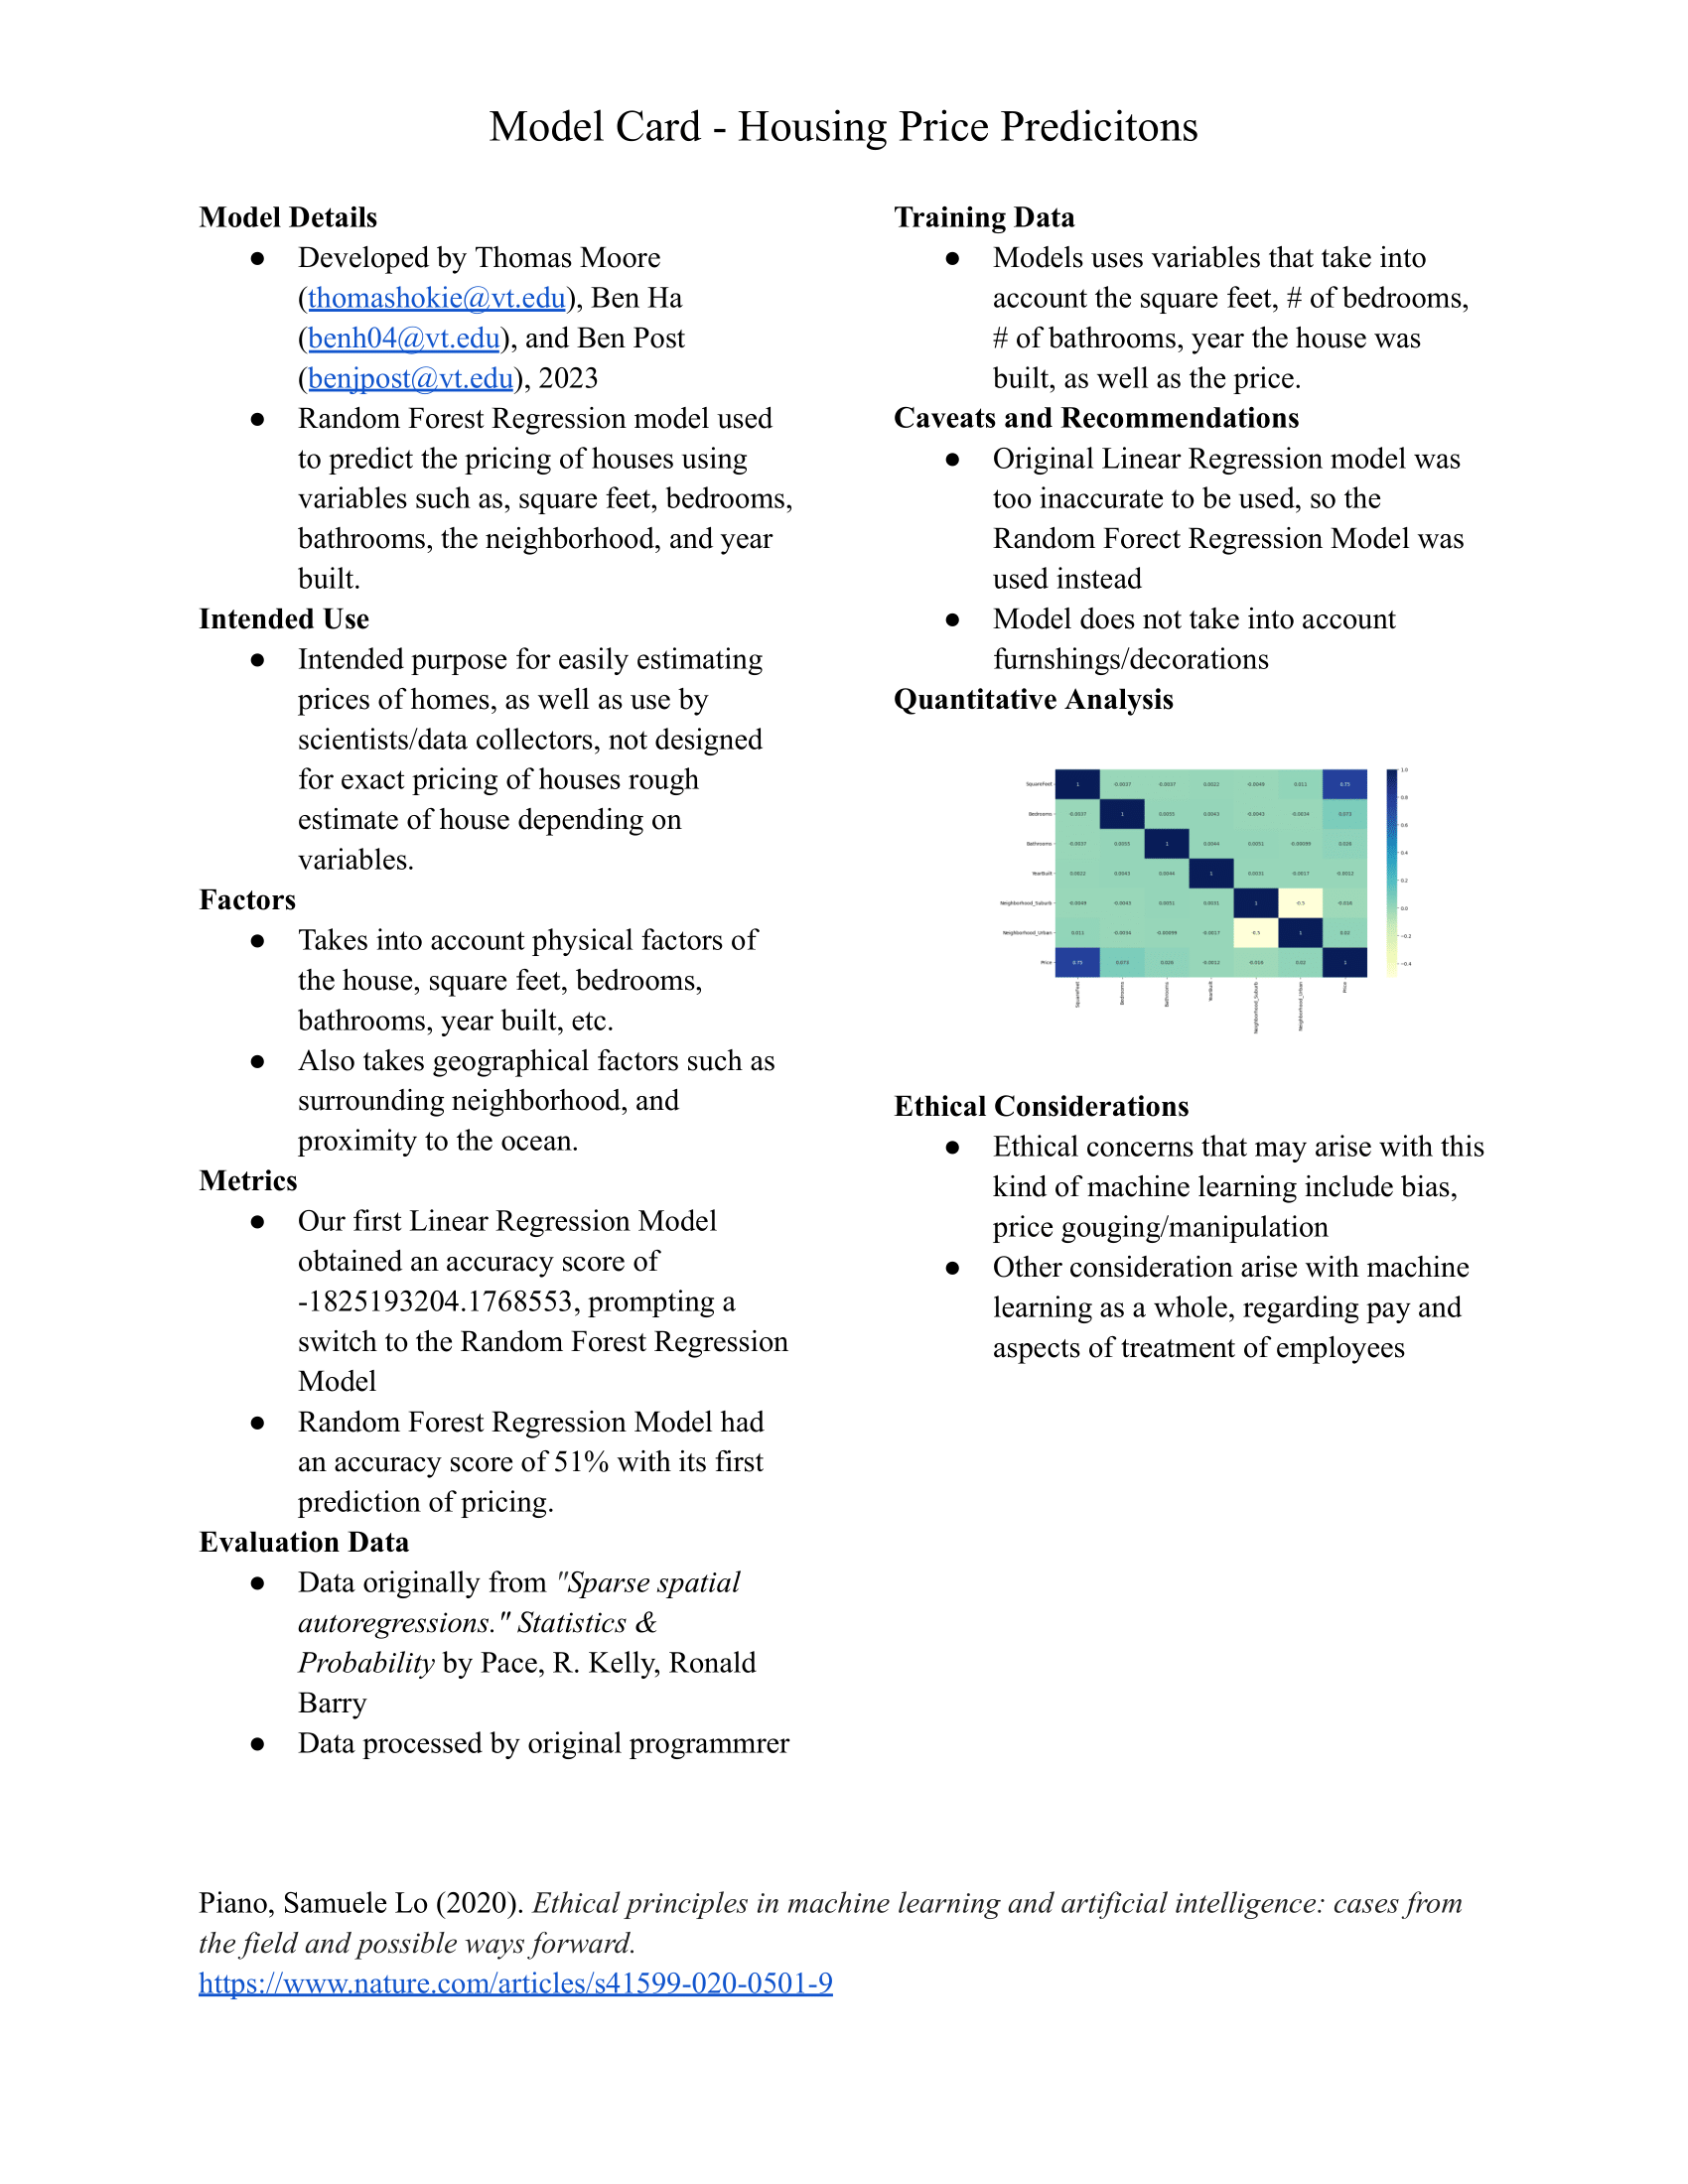 Model Card - Housing Price Predicitons
Model Details
● Developed by Thomas Moore
(thomashokie@vt.edu), Ben Ha
(benh04@vt.edu), and Ben Post
(benjpost@vt.edu), 2023
● Random Forest Regression model used
to predict the pricing of houses using
variables such as, square feet, bedrooms,
bathrooms, the neighborhood, and year
built.
Intended Use
● Intended purpose for easily estimating
prices of homes, as well as use by
scientists/data collectors, not designed
for exact pricing of houses rough
estimate of house depending on
variables.
Factors
● Takes into account physical factors of
the house, square feet, bedrooms,
bathrooms, year built, etc.
● Also takes geographical factors such as
surrounding neighborhood, and
proximity to the ocean.
Metrics
● Our first Linear Regression Model
obtained an accuracy score of
-1825193204.1768553, prompting a
switch to the Random Forest Regression
Model
● Random Forest Regression Model had
an accuracy score of 51% with its first
prediction of pricing.
Evaluation Data
● Data originally from "Sparse spatial
autoregressions." Statistics &
Probability by Pace, R. Kelly, Ronald
Barry
● Data processed by original programmrer
Training Data
● Models uses variables that take into
account the square feet, # of bedrooms,
# of bathrooms, year the house was
built, as well as the price.
Caveats and Recommendations
● Original Linear Regression model was
too inaccurate to be used, so the
Random Forect Regression Model was
used instead
● Model does not take into account
furnshings/decorations
Quantitative Analysis
SquareFeet 1 -0.0037 -0.0037 0.0022 -0.0049 0.011 0.75
Bedrooms -0.0037 1 0.0055 0.0043 -0.0043 -0.0034 0.073
Bathrooms -0.0037 1 0.0044 0.0051 -0.00099 0.028
YearBuilt 0.0022 0.0043 0.0044 1 0.0031 -0.0017 -0.0012
Neighborhood_Suburb -0.0049 -0.0043 0.0051 0.0031 1 -0.5 -0.016
Neighborhood_Urban 0.011 -0.0034 -0.00099 -0.0017 -0.5 1 0.02
Price 0.75 0.073 -0.0012 -0.016 0.02 1
SquareFeet Bedrooms Bathrooms YearBuilt Neighborhood_Suburb Neighborhood_Urban Price
1.0
0.8
0.6
0.4
0.2
0.0
-0.2
-0.4
Ethical Considerations
● Ethical concerns that may arise with this
kind of machine learning include bias,
price gouging/manipulation
● Other consideration arise with machine
learning as a whole, regarding pay and
aspects of treatment of employees
Piano, Samuele Lo (2020). Ethical principles in machine learning and artificial intelligence: cases from
the field and possible ways forward.
https://www.nature.com/articles/s41599-020-0501-9